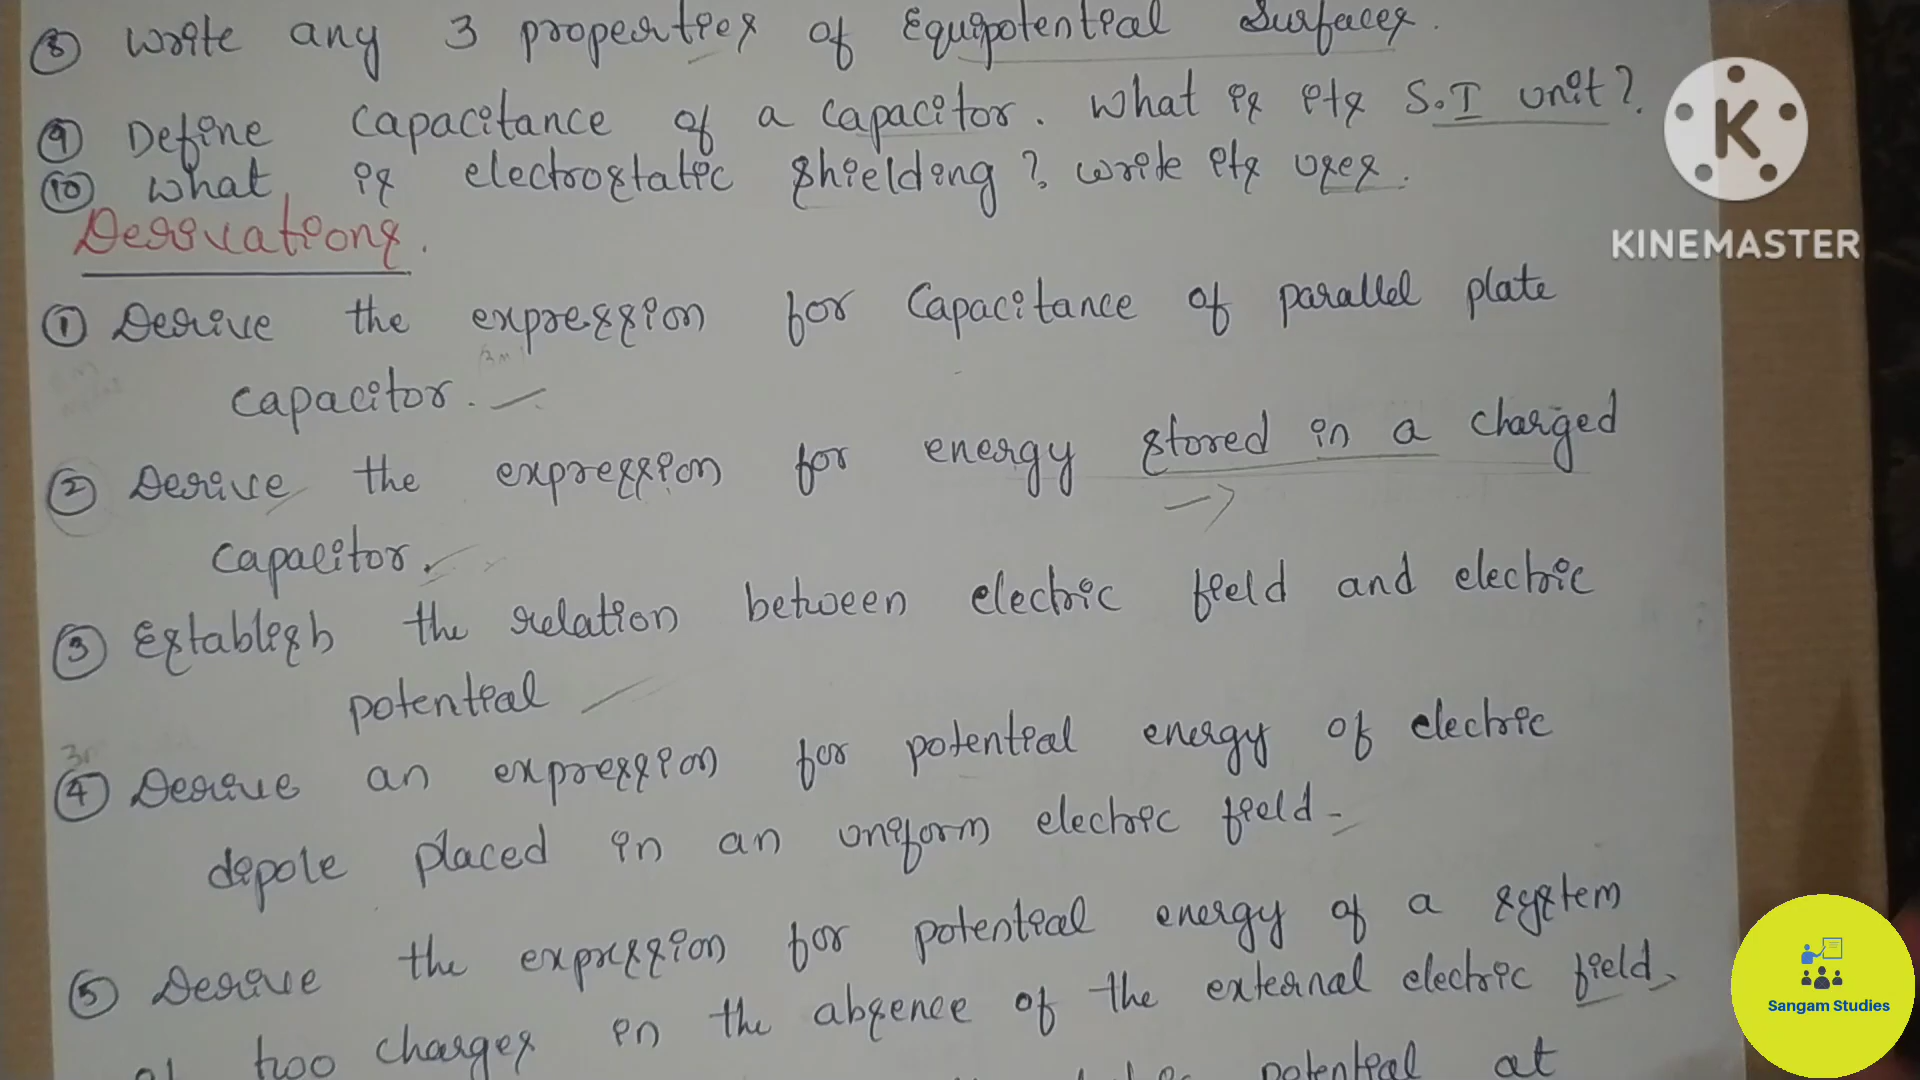 8 Write any 3 properties of Equipotential Surfaces.
9 Define capacitance of a capacitor. What is its S.I unit?
10 What is electrostatic shielding? write its uses.
Derivations.
1 Derive the expression for Capacitance of parallel plate
capacitor.
2 Derive the expression for energy stored in a charged
capacitor.
3 Establish the relation between electric field and electric
potential
4 Derive an expression for potential energy of electric
dipole placed in an uniform electric field.
5 Derive the expression for potential energy of a system
of two charges in the absence of the external electric field.
potential at
K
KINEMASTER
Sangam Studies